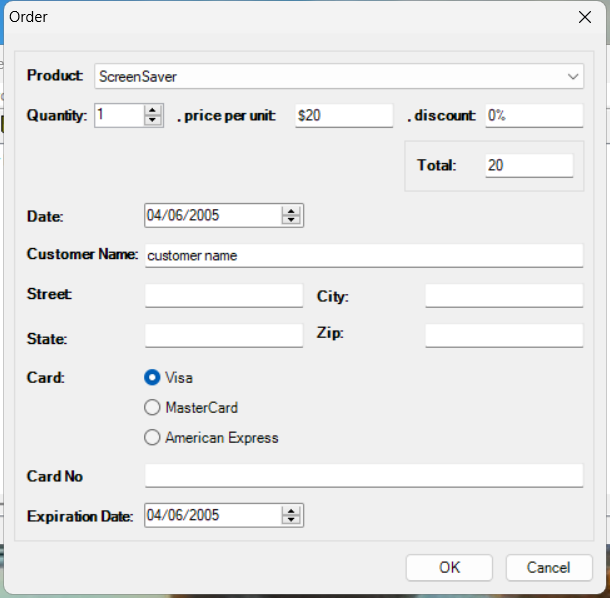 Order
Product: ScreenSaver
Quantity: 1 , price per unit: $20 , discount: 0%
Total: 20
Date: 04/06/2005
Customer Name: customer name
Street: City:
State: Zip:
Card: Visa
MasterCard
American Express
Card No
Expiration Date: 04/06/2005
OK Cancel